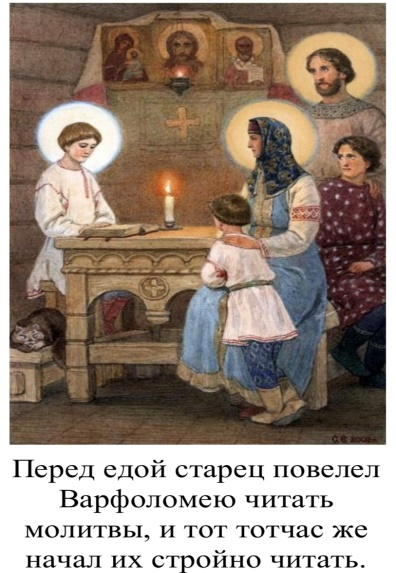 Перед едой старец повелел
Варфоломею читать
молитвы, и тот тотчас же
начал их стройно читать.